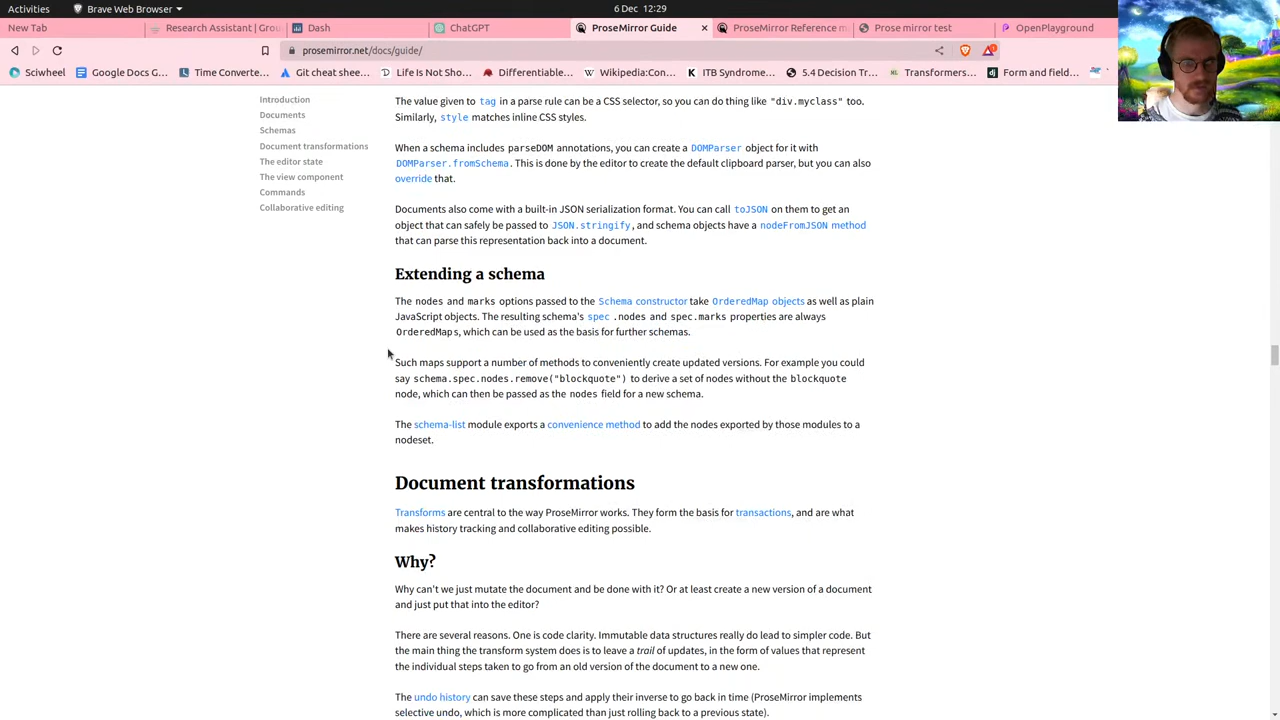 Activities
Brave Web Browser
6 Dec 12:29
New Tab
Research Assistant | Grou
Dash
ChatGPT
ProseMirror Guide
ProseMirror Reference m
Prose mirror test
OpenPlayground
prosemirror.net/docs/guide/
Sciwheel
Google Docs G...
Time Converte...
Git cheat shee...
Life Is Not Sho...
Differentiable...
Wikipedia:Con...
ITB Syndrome...
5.4 Decision Tr...
Transformers...
Form and field...
Introduction
Documents
Schemas
Document transformations
The editor state
The view component
Commands
Collaborative editing
The value given to tag in a parse rule can be a CSS selector, so you can do thing like "div.myclass" too.
Similarly, style matches inline CSS styles.
When a schema includes parseDOM annotations, you can create a DOMParser object for it with
DOMParser.fromSchema. This is done by the editor to create the default clipboard parser, but you can also
override that.
Documents also come with a built-in JSON serialization format. You can call toJSON on them to get an
object that can safely be passed to JSON.stringify, and schema objects have a nodeFromJSON method
that can parse this representation back into a document.
Extending a schema
The nodes and marks options passed to the Schema constructor take OrderedMap objects as well as plain
JavaScript objects. The resulting schema's spec .nodes and spec.marks properties are always
OrderedMaps, which can be used as the basis for further schemas.
Such maps support a number of methods to conveniently create updated versions. For example you could
say schema.spec.nodes.remove("blockquote") to derive a set of nodes without the blockquote
node, which can then be passed as the nodes field for a new schema.
The schema-list module exports a convenience method to add the nodes exported by those modules to a
nodeset.
Document transformations
Transforms are central to the way ProseMirror works. They form the basis for transactions, and are what
makes history tracking and collaborative editing possible.
Why?
Why can't we just mutate the document and be done with it? Or at least create a new version of a document
and just put that into the editor?
There are several reasons. One is code clarity. Immutable data structures really do lead to simpler code. But
the main thing the transform system does is to leave a trail of updates, in the form of values that represent
the individual steps taken to go from an old version of the document to a new one.
The undo history can save these steps and apply their inverse to go back in time (ProseMirror implements
selective undo, which is more complicated than just rolling back to a previous state).